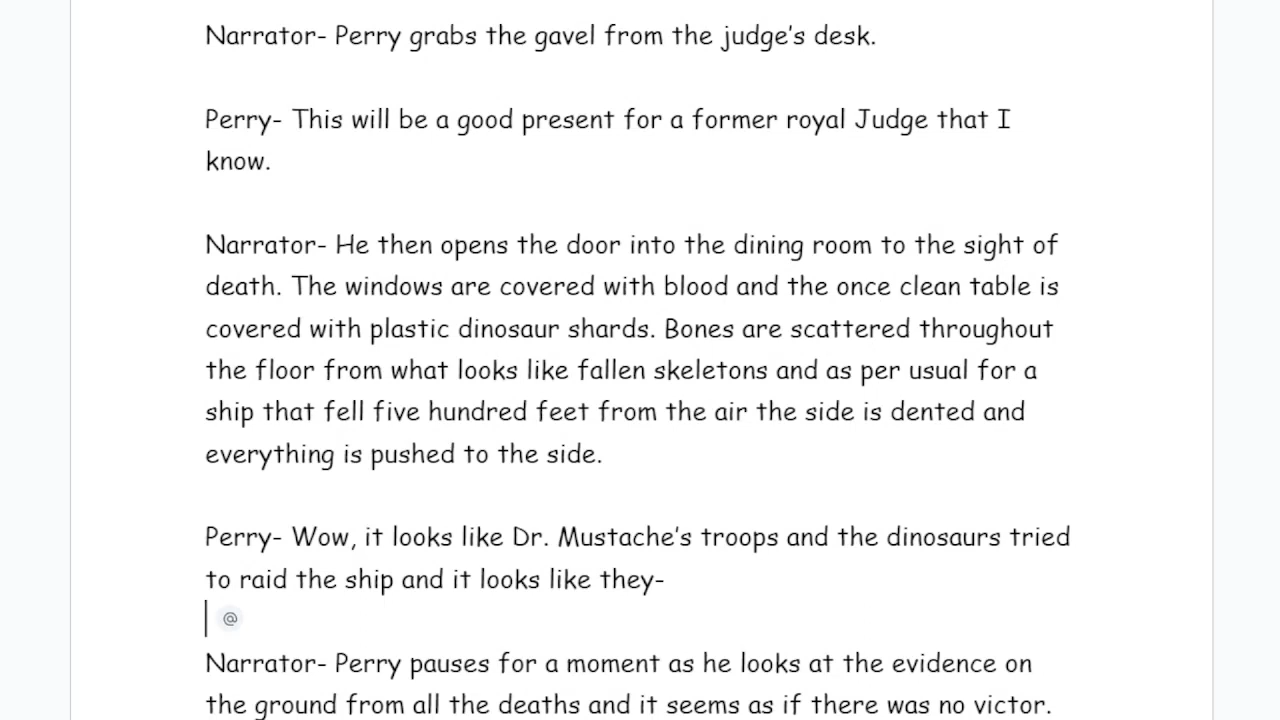 Narrator- Perry grabs the gavel from the judge's desk.
Perry- This will be a good present for a former royal Judge that I
know.
Narrator- He then opens the door into the dining room to the sight of
death. The windows are covered with blood and the once clean table is
covered with plastic dinosaur shards. Bones are scattered throughout
the floor from what looks like fallen skeletons and as per usual for a
ship that fell five hundred feet from the air the side is dented and
everything is pushed to the side.
Perry- Wow, it looks like Dr. Mustache's troops and the dinosaurs tried
to raid the ship and it looks like they-
@
Narrator- Perry pauses for a moment as he looks at the evidence on
the ground from all the deaths and it seems as if there was no victor.